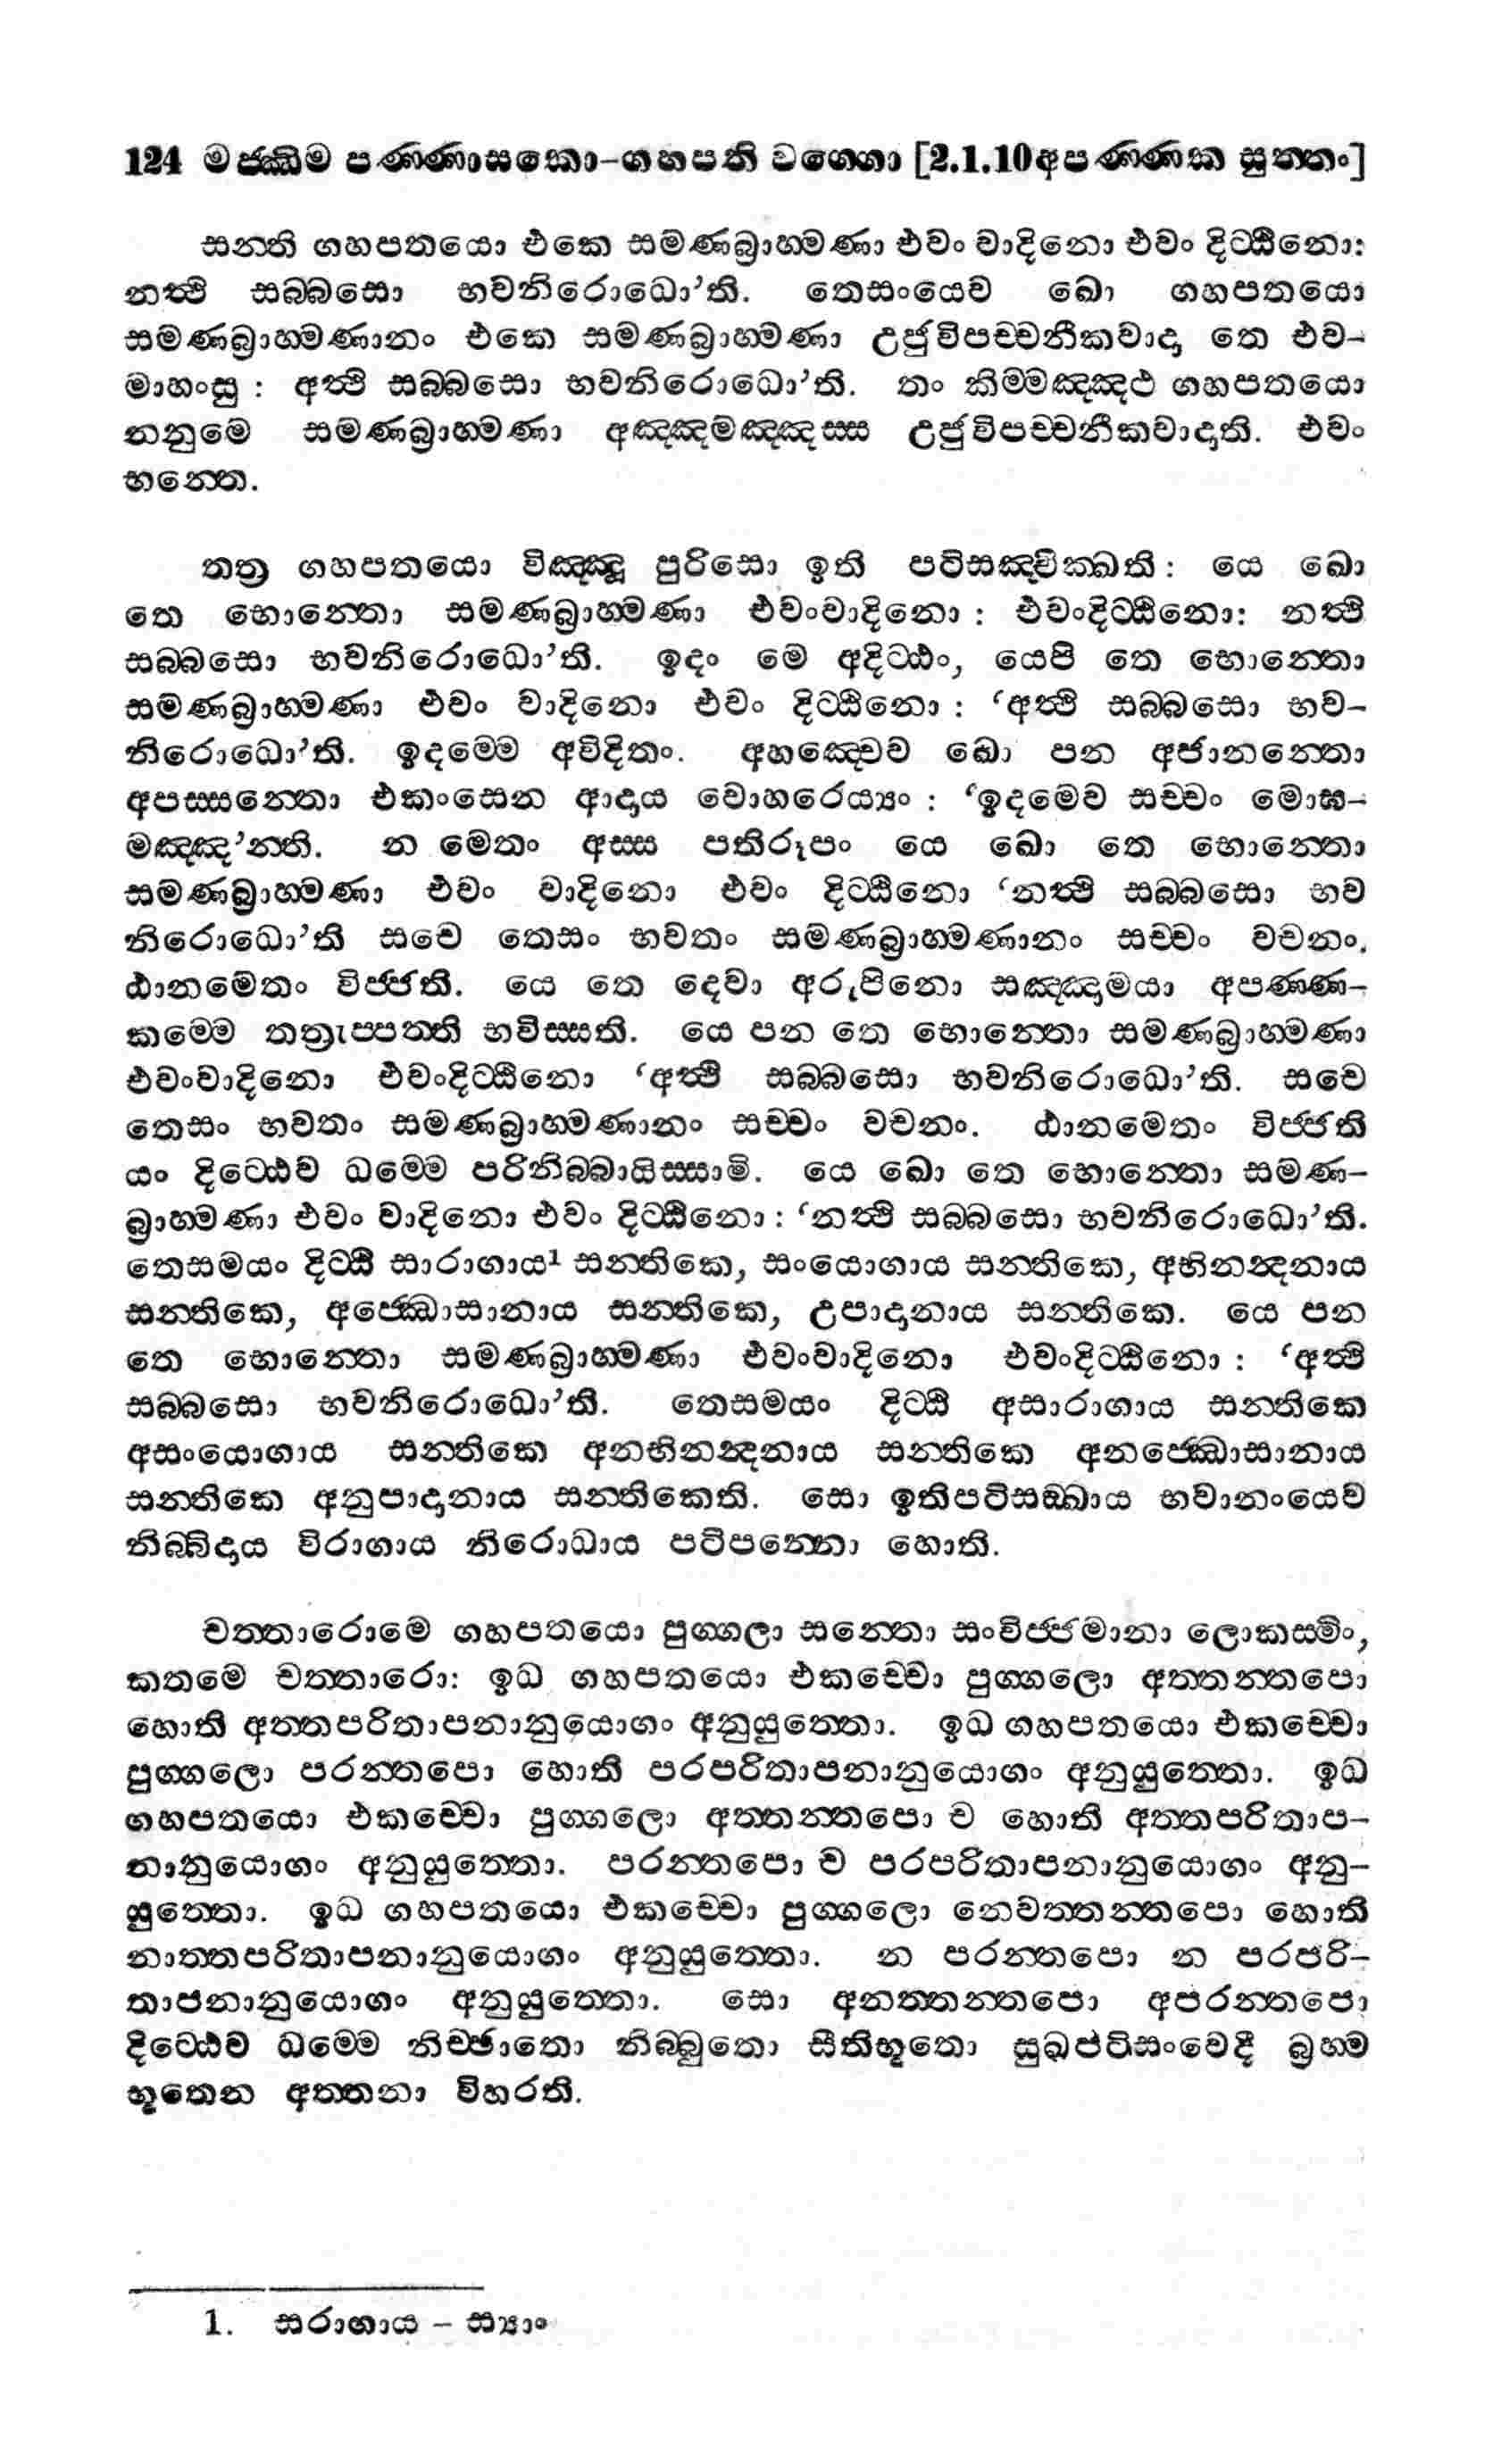 124 මජ්ඣිම පණ්ණාසකො-ගහපති වග්ගො [2.1.10අපණ්ණක සුත්තං]
සන්ති ගහපතයො එකෙ සමණබ්‍රාහ්මණා එවං වාදිනො එවං දිට්ඨිනො:
නත්‍ථි සබ්බසො භවනිරොධො’ති. තෙසංයෙව ඛො ගහපතයො
සමණබ්‍රාහ්මණානං එකෙ සමණබ්‍රාහ්මණා උජුවිපච්චනීකවාදා තෙ එව-
මාහංසු : අත්‍ථි සබ්බසො භවනිරොධො’ති. තං කිම්මඤ්ඤථ ගහපතයො
නනුමෙ සමණබ්‍රාහ්මණා අඤ්ඤමඤ්ඤස්ස උජුවිපච්චනීකවාදාති. එවං
භන්තෙ.
තත්‍ර ගහපතයො විඤ්ඤූ පුරිසො ඉති පටිසඤ්චික්ඛති: යෙ ඛො
තෙ භොන්තො සමණබ්‍රාහ්මණා එවංවාදිනො : එවංදිට්ඨිනො: නත්‍ථි
සබ්බසො භවනිරොධො’ති. ඉදං මෙ අදිට්ඨං, යෙපි තෙ භොන්තො
සමණබ්‍රාහ්මණා එවං වාදිනො එවං දිට්ඨිනො : ‘අත්‍ථි සබ්බසො භව-
නිරොධො’ති. ඉදම්මෙ අවිදිතං. අහඤ්චෙව ඛො පන අජානන්තො
අපස්සන්තො එකංසෙන ආදාය වොහරෙය්‍යං : ‘ඉදමෙව සච්චං මොඝ-
මඤ්ඤ’න්ති. න මෙතං අස්ස පතිරූපං යෙ ඛො තෙ භොන්තො
සමණබ්‍රාහ්මණා එවං වාදිනො එවං දිට්ඨිනො ‘නත්‍ථි සබ්බසො භව
නිරොධො’ති සචෙ තෙසං භවතං සමණබ්‍රාහ්මණානං සච්චං වචනං.
ඨානමෙතං විජ්ජති. යෙ තෙ දෙවා අරූපිනො සඤ්ඤාමයා අපණ්ණ-
කම්මෙ තත්‍රූප්පත්ති භවිස්සති. යෙ පන තෙ භොන්තො සමණබ්‍රාහ්මණා
එවංවාදිනො එවංදිට්ඨිනො ‘අත්‍ථි සබ්බසො භවනිරොධො’ති. සචෙ
තෙසං භවතං සමණබ්‍රාහ්මණානං සච්චං වචනං. ඨානමෙතං විජ්ජති
යං දිට්ඨෙව ධම්මෙ පරිනිබ්බායිස්සාමි. යෙ ඛො තෙ භොන්තො සමණ-
බ්‍රාහ්මණා එවං වාදිනො එවං දිට්ඨිනො : ‘නත්‍ථි සබ්බසො භවනිරොධො’ති.
තෙසමයං දිට්ඨි සාරාගාය¹ සන්තිකෙ, සංයොගාය සන්තිකෙ, අභිනන්‍දනාය
සන්තිකෙ, අජ්ඣොසානාය සන්තිකෙ, උපාදානාය සන්තිකෙ. යෙ පන
තෙ භොන්තො සමණබ්‍රාහ්මණා එවංවාදිනො එවංදිට්ඨිනො : ‘අත්‍ථි
සබ්බසො භවනිරොධො’ති. තෙසමයං දිට්ඨි අසාරාගාය සන්තිකෙ
අසංයොගාය සන්තිකෙ අනභිනන්‍දනාය සන්තිකෙ අනජ්ඣොසානාය
සන්තිකෙ අනුපාදානාය සන්තිකෙති. සො ඉතිපටිසඞ්ඛාය භවානංයෙව
නිබ්බිදාය විරාගාය නිරොධාය පටිපන්නො හොති.
චත්තාරොමෙ ගහපතයො පුග්ගලා සන්තො සංවිජ්ජමානා ලොකස්මිං,
කතමෙ චත්තාරො: ඉධ ගහපතයො එකච්චො පුග්ගලො අත්තන්තපො
හොති අත්තපරිතාපනානුයොගං අනුයුත්තො. ඉධ ගහපතයො එකච්චො
පුග්ගලො පරන්තපො හොති පරපරිතාපනානුයොගං අනුයුත්තො. ඉධ
ගහපතයො එකච්චො පුග්ගලො අත්තන්තපො ච හොති අත්තපරිතාප-
නානුයොගං අනුයුත්තො. පරන්තපො ච පරපරිතාපනානුයොගං අනු-
යුත්තො. ඉධ ගහපතයො එකච්චො පුග්ගලො නෙවත්තන්තපො හොති
නාත්තපරිතාපනානුයොගං අනුයුත්තො. න පරන්තපො න පරපරි-
තාපනානුයොගං අනුයුත්තො. සො අනත්තන්තපො අපරන්තපො
දිට්ඨෙව ධම්මෙ නිච්ඡාතො නිබ්බුතො සීතිභූතො සුඛප්පටිසංවෙදී බ්‍රහ්ම
භූතෙන අත්තනා විහරති.
1. සරාගාය - ස්‍යාං